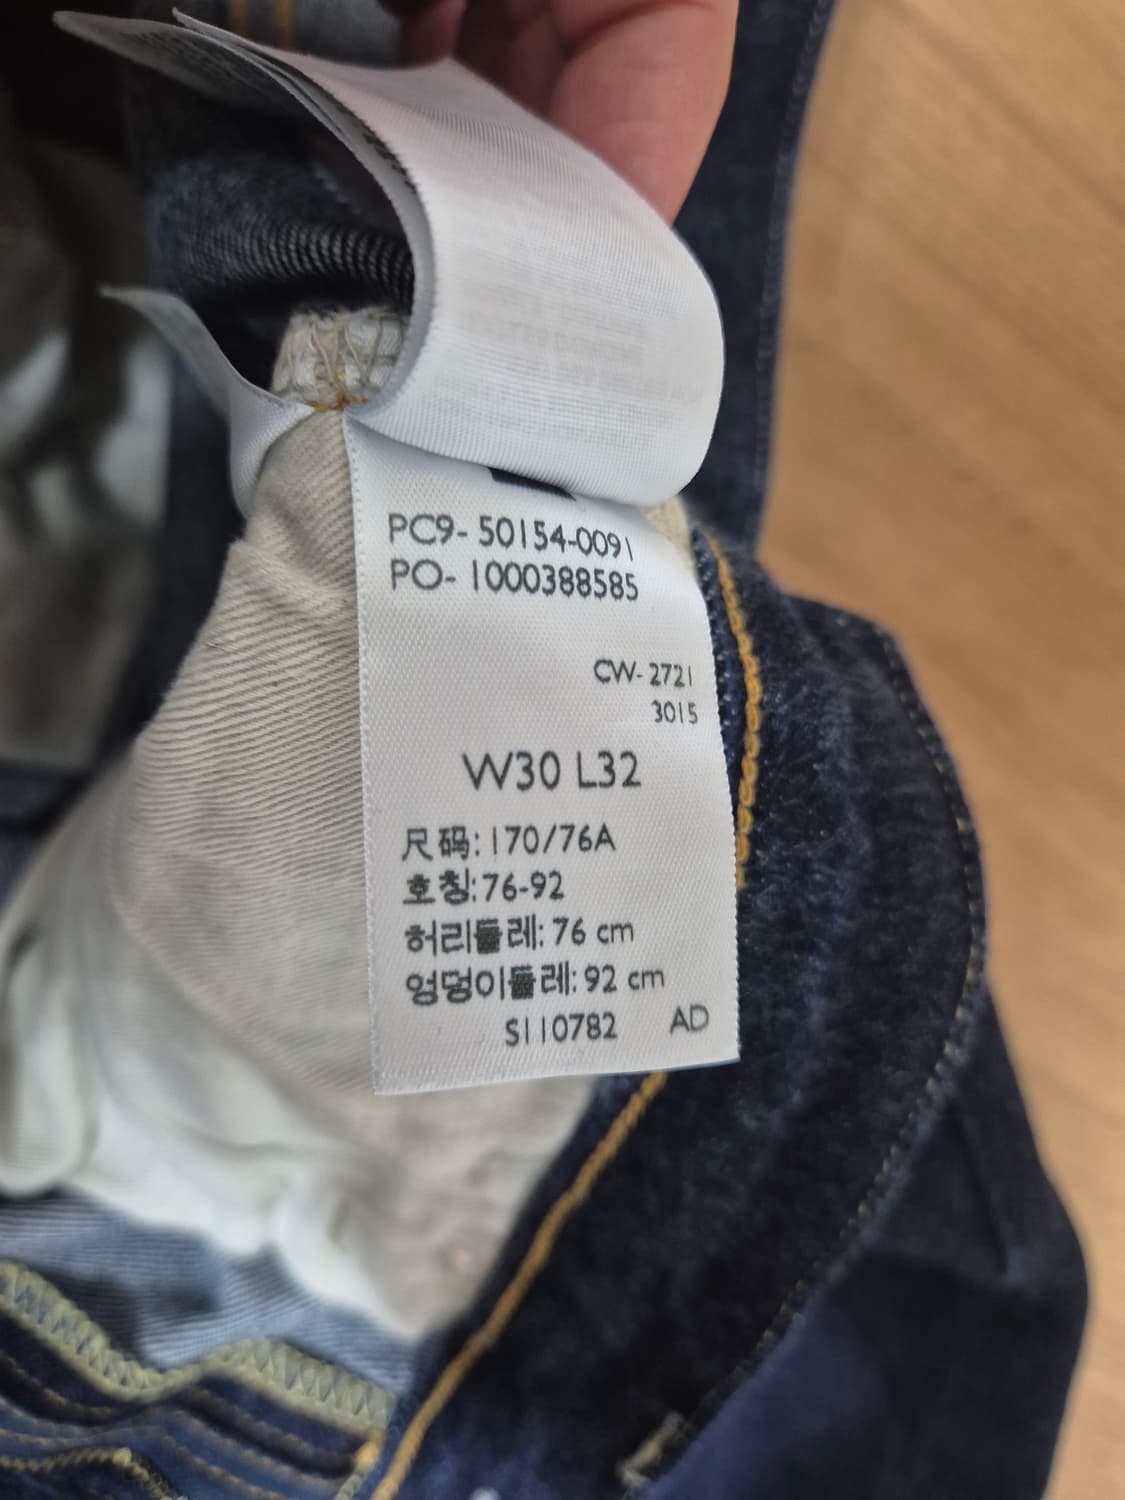 PC9- 50154-0091
PO- 1000388585
CW- 2721
3015
W30 L32
尺码: 170/76A
호칭: 76-92
허리둘레: 76 cm
엉덩이둘레: 92 cm
S110782 AD